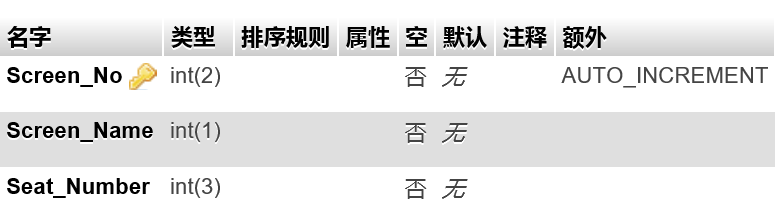 名字 类型 排序规则 属性 空 默认 注释 额外
Screen_No int(2) 否 无 AUTO_INCREMENT
Screen_Name int(1) 否 无
Seat_Number int(3) 否 无